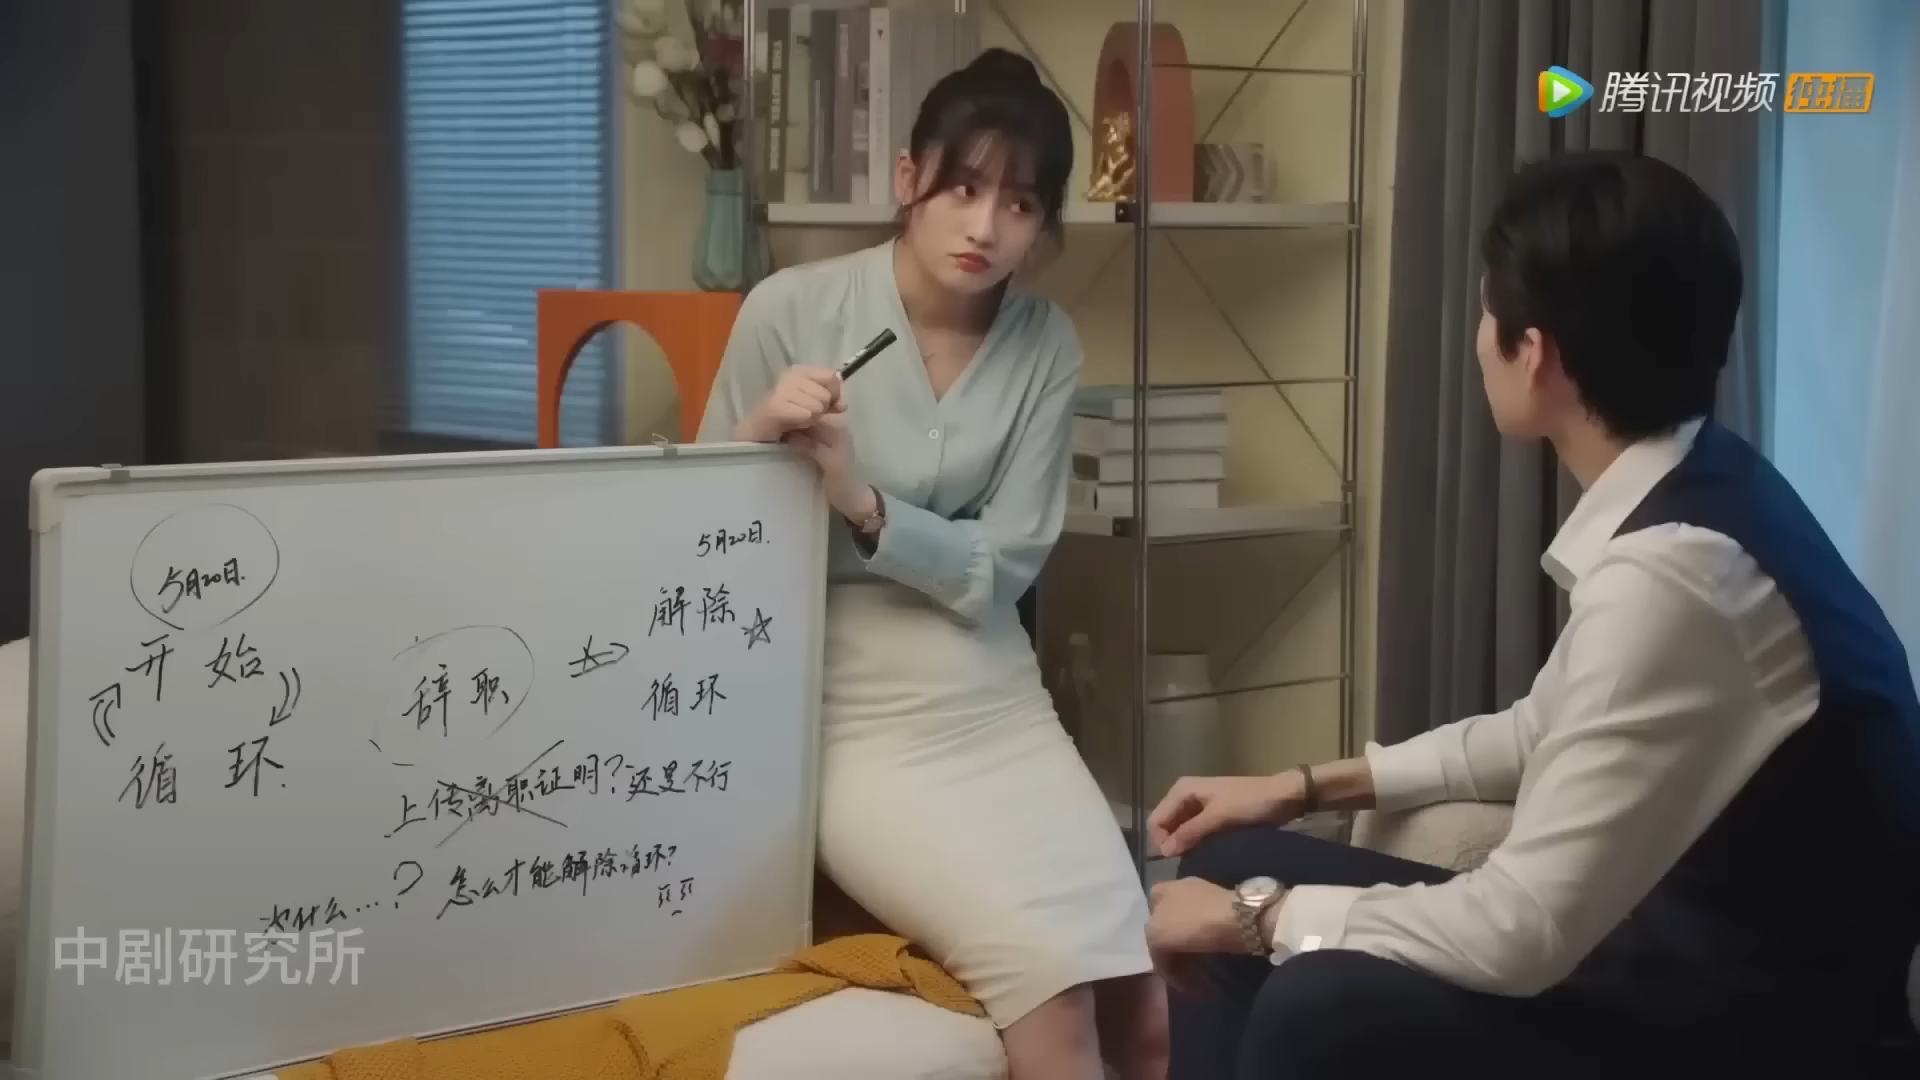 腾讯视频 独播
5月20日.
开始
循环.
辞职
5月20日.
解除
循环
上传离职证明？还是不行
为什么…？
怎么才能解除循环？
中剧研究所